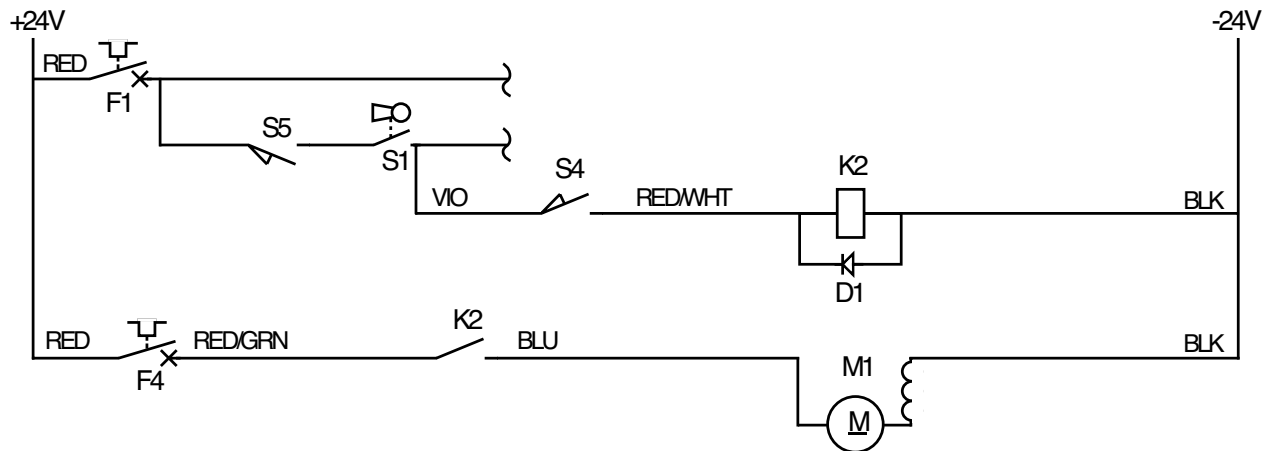 +24V
-24V
RED
F1
S5
S1
S4
K2
VIO
RED/WHT
BLK
D1
K2
RED
RED/GRN
BLU
BLK
F4
M1
M